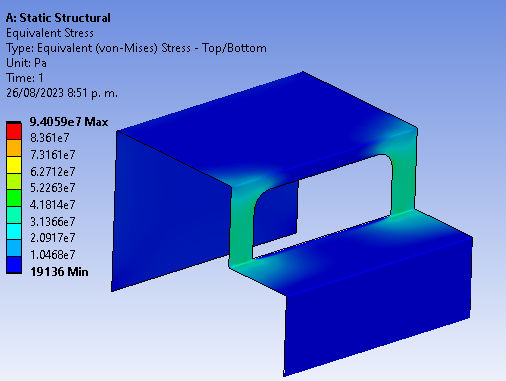 A: Static Structural
Equivalent Stress
Type: Equivalent (von-Mises) Stress - Top/Bottom
Unit: Pa
Time: 1
26/08/2023 8:51 p. m.
9.4059e7 Max
8.361e7
7.3161e7
6.2712e7
5.2263e7
4.1814e7
3.1366e7
2.0917e7
1.0468e7
19136 Min